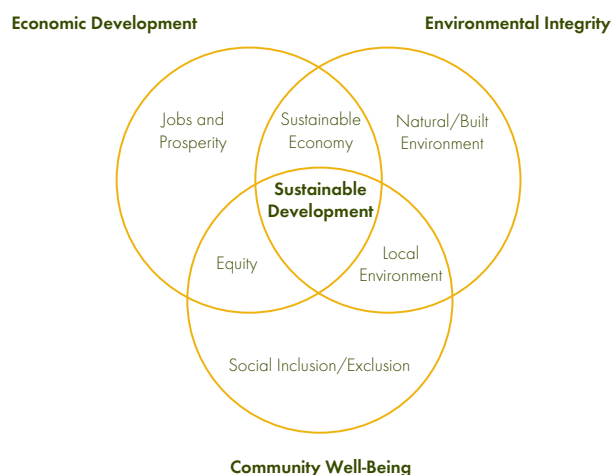 Economic Development
Environmental Integrity
Jobs and
Prosperity
Sustainable
Economy
Natural/Built
Environment
Sustainable
Development
Equity
Local
Environment
Social Inclusion/Exclusion
Community Well-Being